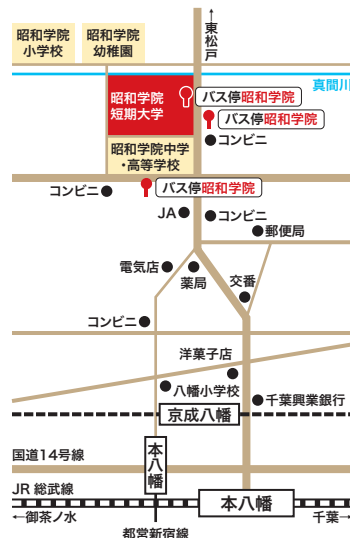 昭和学院
小学校
昭和学院
幼稚園
↑東松戸
真間川
昭和学院
短期大学
バス停昭和学院
バス停昭和学院
コンビニ
昭和学院中学
・高等学校
コンビニ
バス停昭和学院
JA
コンビニ
郵便局
電気店
薬局
交番
コンビニ
洋菓子店
八幡小学校
千葉興業銀行
京成八幡
本八幡
国道14号線
JR 総武線
本八幡
←御茶ノ水
千葉→
都営新宿線